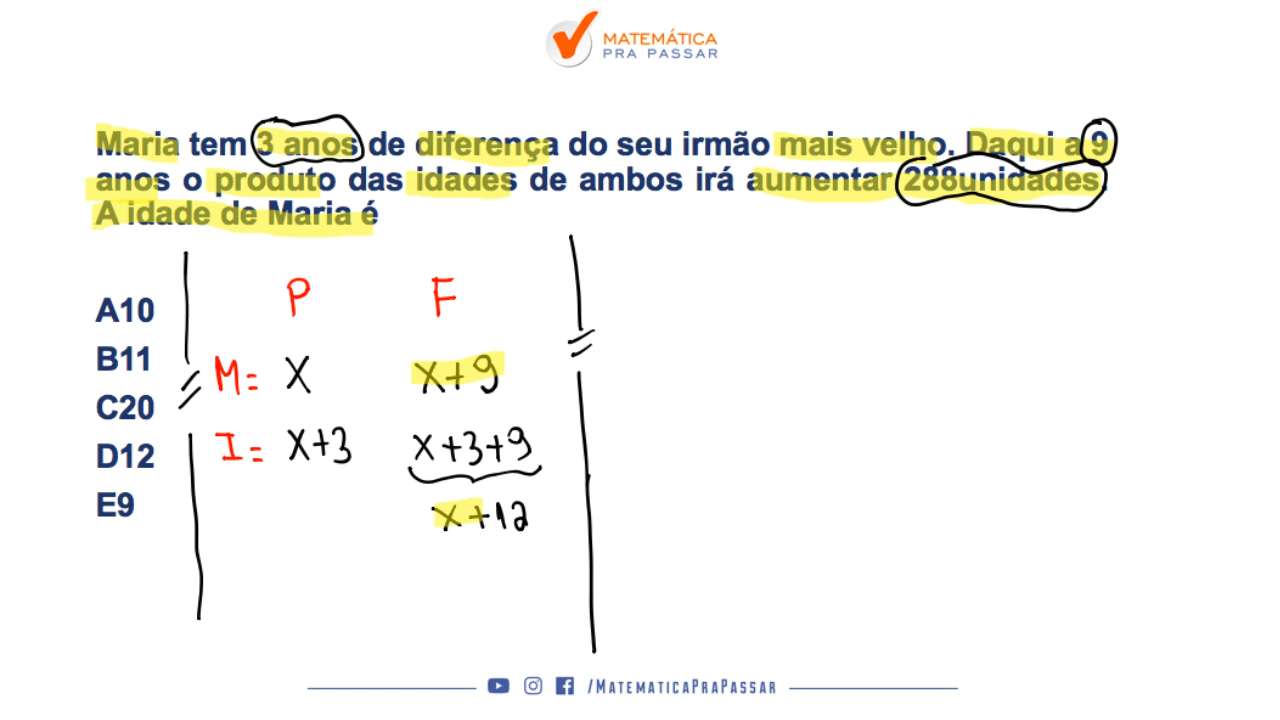 MATEMÁTICA
PRA PASSAR
Maria tem 3 anos de diferença do seu irmão mais velho. Daqui a 9
anos o produto das idades de ambos irá aumentar 288unidades.
A idade de Maria é
A10
B11
C20
D12
E9
P F
M= X X+9
I= X+3 X+3+9
X+12
/MATEMATICAPRAPASSAR